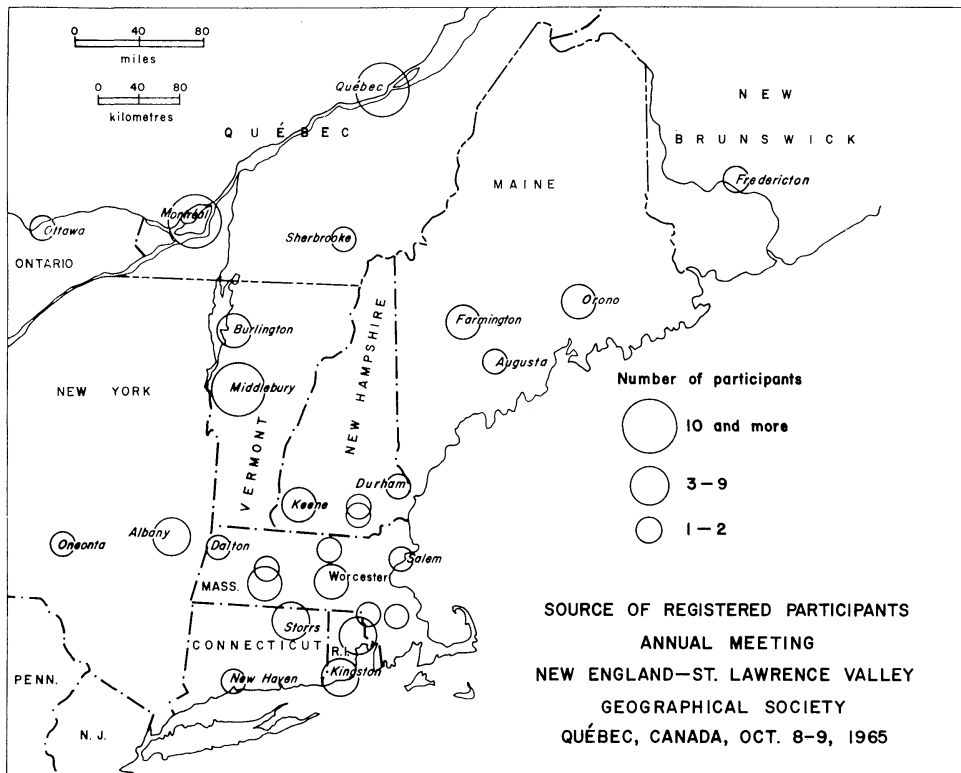 0 40 80
miles
0 40 80
kilometres
Québec
QUÉBEC
NEW
BRUNSWICK
Fredericton
MAINE
Montréal
Ottawa
Sherbrooke
ONTARIO
NEW HAMPSHIRE
Orono
Farmington
Burlington
Augusta
Middlebury
NEW YORK
VERMONT
Number of participants
10 and more
3–9
1–2
Durham
Keene
Albany
Oneonta
Dalton
Salem
MASS.
Worcester
Storrs
CONNECTICUT
R.I.
Kingston
New Haven
PENN.
N. J.
SOURCE OF REGISTERED PARTICIPANTS
ANNUAL MEETING
NEW ENGLAND—ST. LAWRENCE VALLEY
GEOGRAPHICAL SOCIETY
QUÉBEC, CANADA, OCT. 8-9, 1965